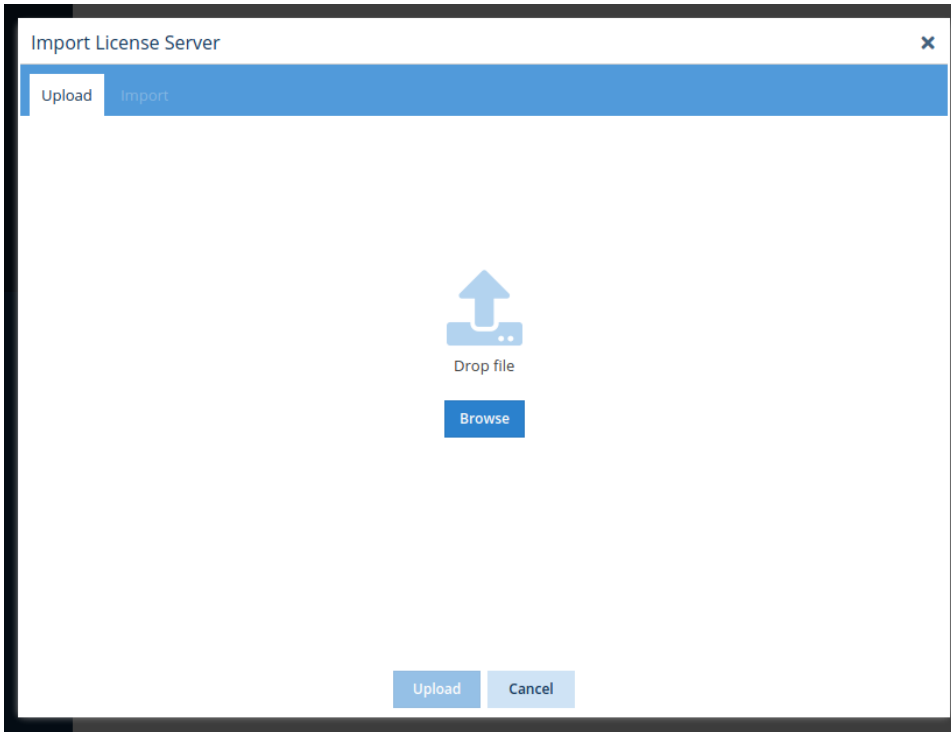 Import License Server
Upload Import
Drop file
Browse
Upload Cancel